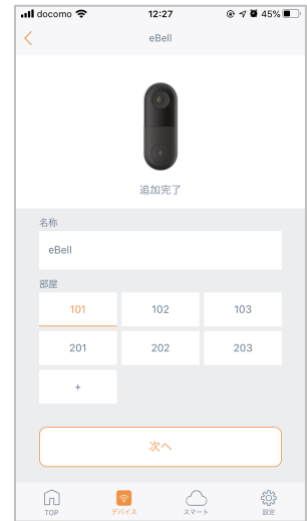 docomo 12:27 45%
eBell
追加完了
名称
eBell
部屋
101 102 103
201 202 203
+
次へ
TOP デバイス スマート 設定